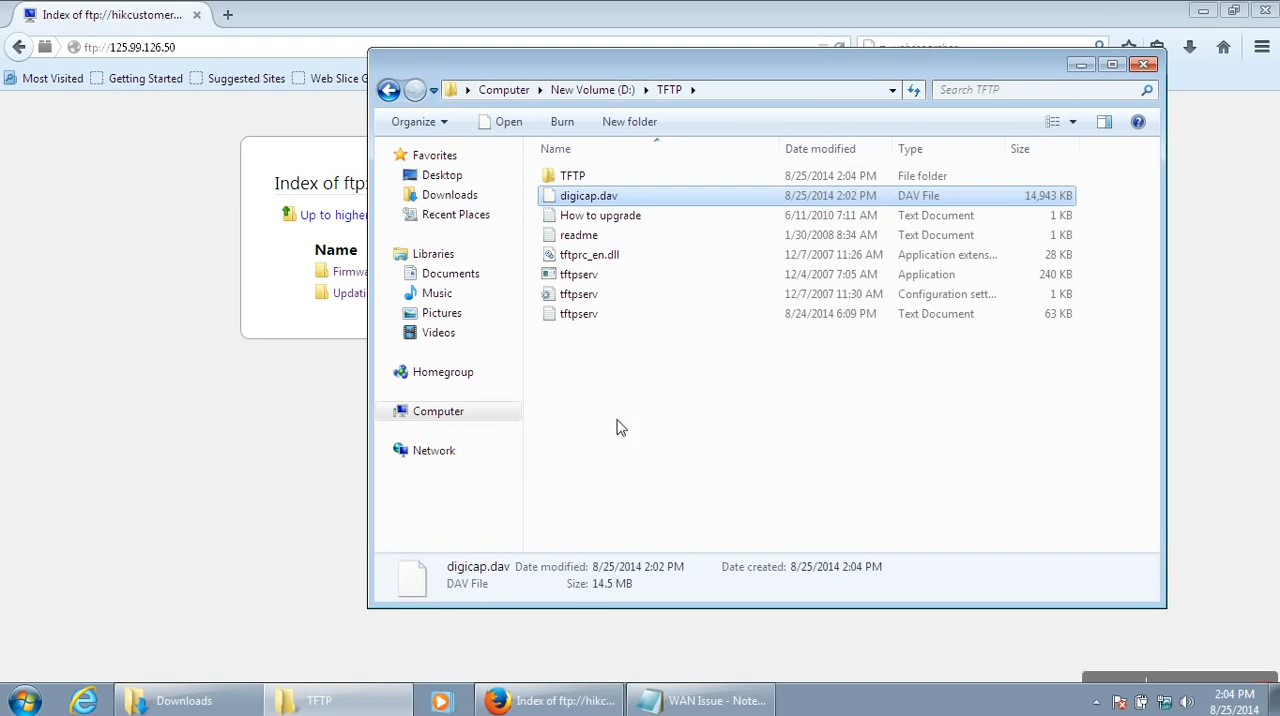 Index of ftp://hikcustomer...
ftp://125.99.126.50
Most Visited Getting Started Suggested Sites Web Slice G
Computer New Volume (D:) TFTP Search TFTP
Organize Open Burn New folder
Name Date modified Type Size
Favorites
Desktop
Downloads
Recent Places
Libraries
Documents
Music
Pictures
Videos
Homegroup
Computer
Network
TFTP 8/25/2014 2:04 PM File folder
digicap.dav 8/25/2014 2:02 PM DAV File 14,943 KB
How to upgrade 6/11/2010 7:11 AM Text Document 1 KB
readme 1/30/2008 8:34 AM Text Document 1 KB
tftprc_en.dll 12/7/2007 11:26 AM Application extens... 28 KB
tftpserv 12/4/2007 7:05 AM Application 240 KB
tftpserv 12/7/2007 11:30 AM Configuration sett... 1 KB
tftpserv 8/24/2014 6:09 PM Text Document 63 KB
Index of ftp:
Up to higher
Name
Firmwa
Updati
digicap.dav Date modified: 8/25/2014 2:02 PM Date created: 8/25/2014 2:04 PM
DAV File Size: 14.5 MB
Downloads TFTP Index of ftp://hikc... WAN Issue - Note...
2:04 PM
8/25/2014